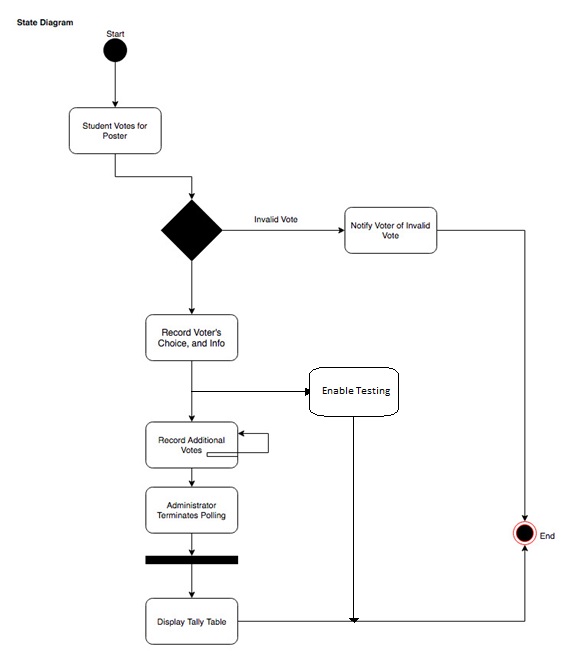 State Diagram
Start
Student Votes for
Poster
Invalid Vote
Notify Voter of Invalid
Vote
Record Voter's
Choice, and Info
Enable Testing
Record Additional
Votes
Administrator
Terminates Polling
End
Display Tally Table